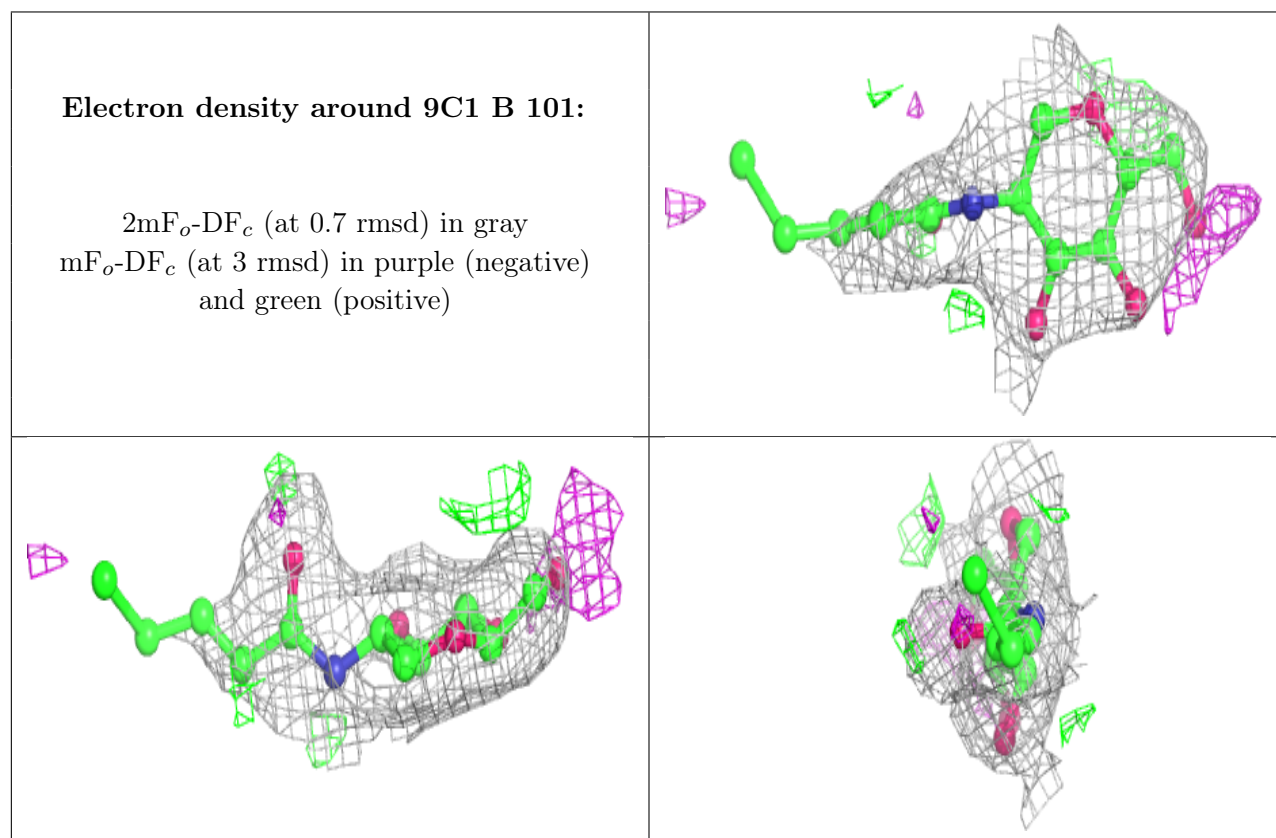 Electron density around 9C1 B 101:
2mFo-DFc (at 0.7 rmsd) in gray
mFo-DFc (at 3 rmsd) in purple (negative)
and green (positive)